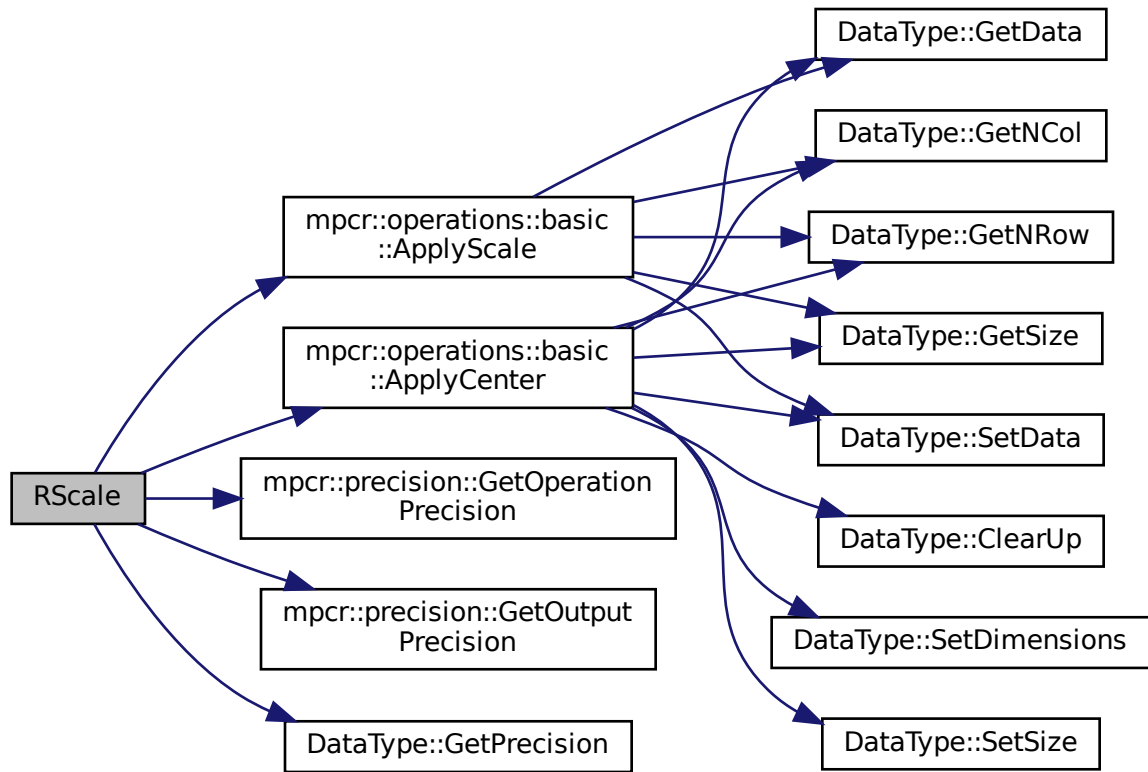 RScale
mpcr::operations::basic
::ApplyScale
mpcr::operations::basic
::ApplyCenter
mpcr::precision::GetOperation
Precision
mpcr::precision::GetOutput
Precision
DataType::GetPrecision
DataType::GetData
DataType::GetNCol
DataType::GetNRow
DataType::GetSize
DataType::SetData
DataType::ClearUp
DataType::SetDimensions
DataType::SetSize